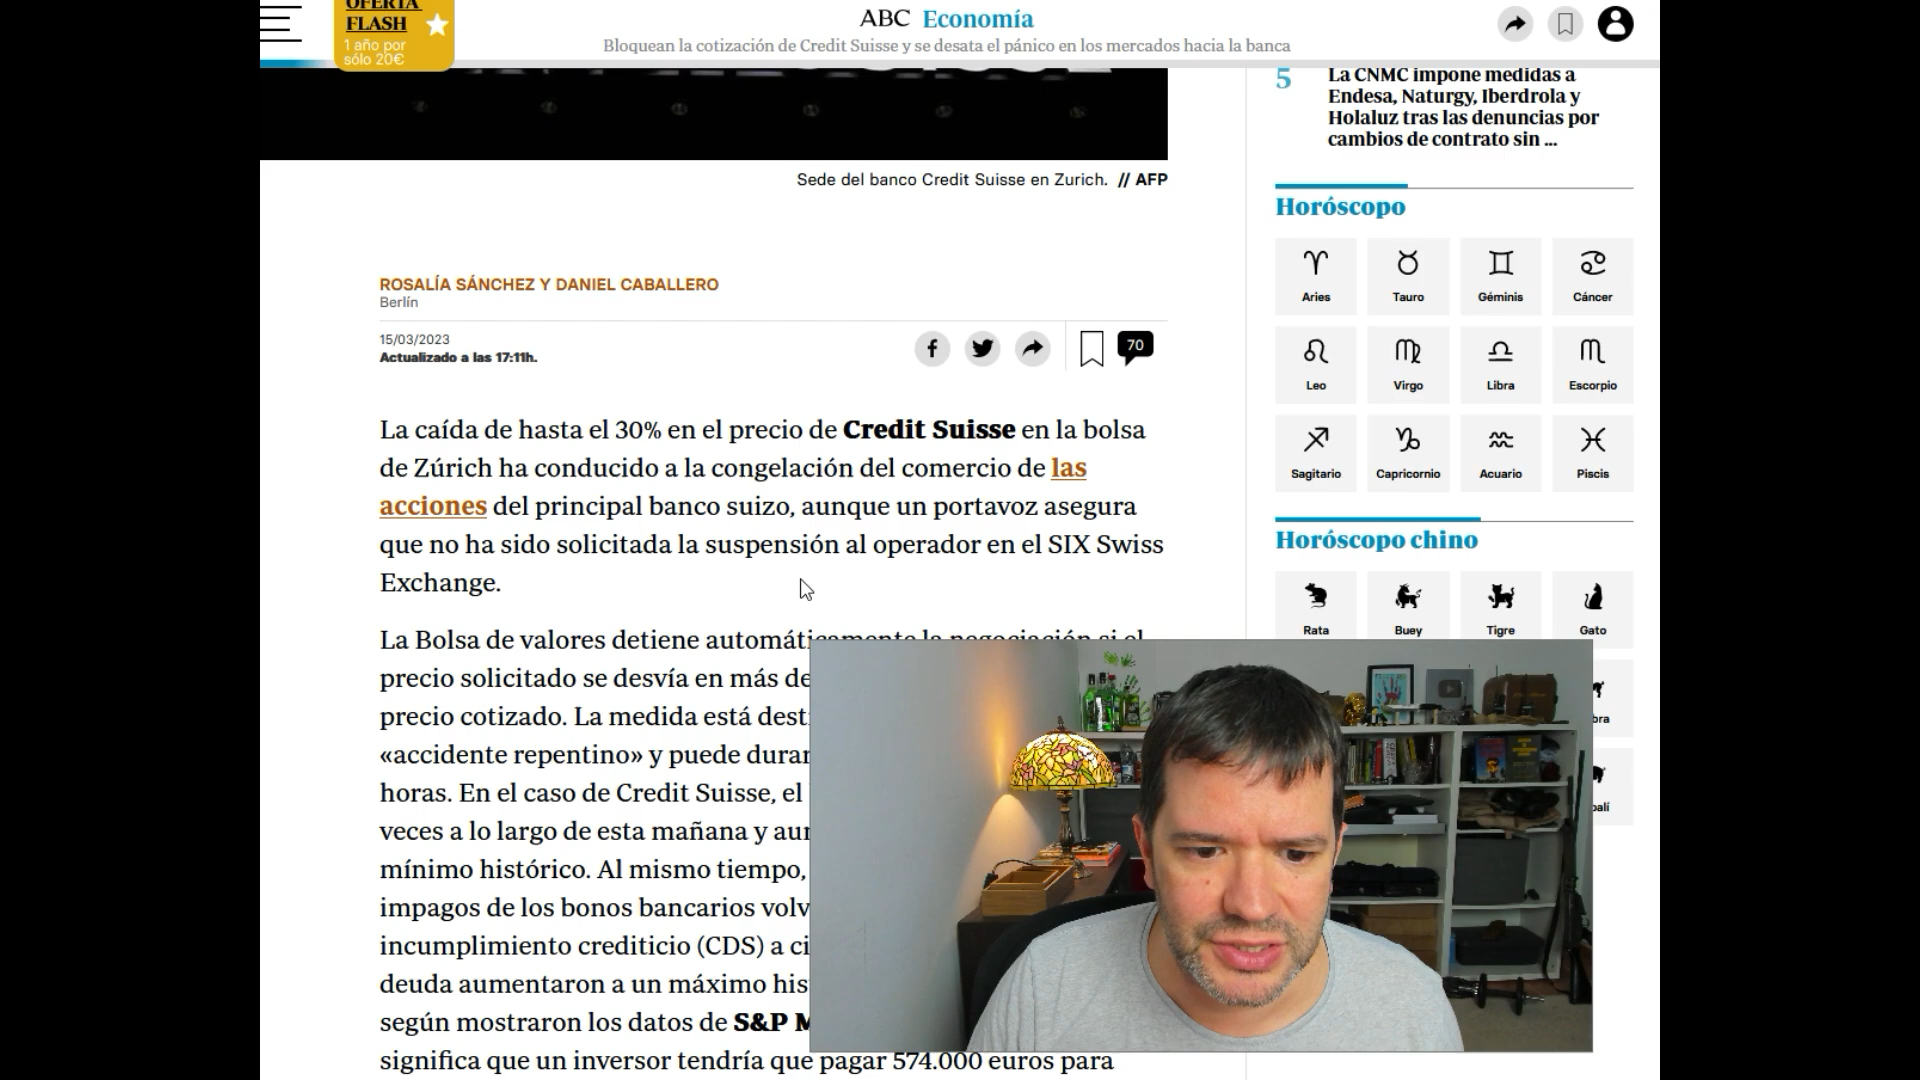 OFERTA
FLASH
1 año por
sólo 20€
ABC Economía
Bloquean la cotización de Credit Suisse y se desata el pánico en los mercados hacia la banca
Sede del banco Credit Suisse en Zurich. // AFP
ROSALÍA SÁNCHEZ Y DANIEL CABALLERO
Berlín
15/03/2023
Actualizado a las 17:11h.
70
La caída de hasta el 30% en el precio de Credit Suisse en la bolsa
de Zúrich ha conducido a la congelación del comercio de las
acciones del principal banco suizo, aunque un portavoz asegura
que no ha sido solicitada la suspensión al operador en el SIX Swiss
Exchange.
La Bolsa de valores detiene automáticamente la negociación si el
precio solicitado se desvía en más de
precio cotizado. La medida está
«accidente repentino» y puede
horas. En el caso de Credit Suisse, el
veces a lo largo de esta mañana y
mínimo histórico. Al mismo tiempo,
impagos de los bonos bancarios
incumplimiento crediticio (CDS) a
deuda aumentaron a un máximo
según mostraron los datos de S&P
significa que un inversor tendría que pagar 574.000 euros para
5
La CNMC impone medidas a
Endesa, Naturgy, Iberdrola y
Holaluz tras las denuncias por
cambios de contrato sin ...
Horóscopo
Aries
Tauro
Géminis
Cáncer
Leo
Virgo
Libra
Escorpio
Sagitario
Capricornio
Acuario
Piscis
Horóscopo chino
Rata
Buey
Tigre
Gato